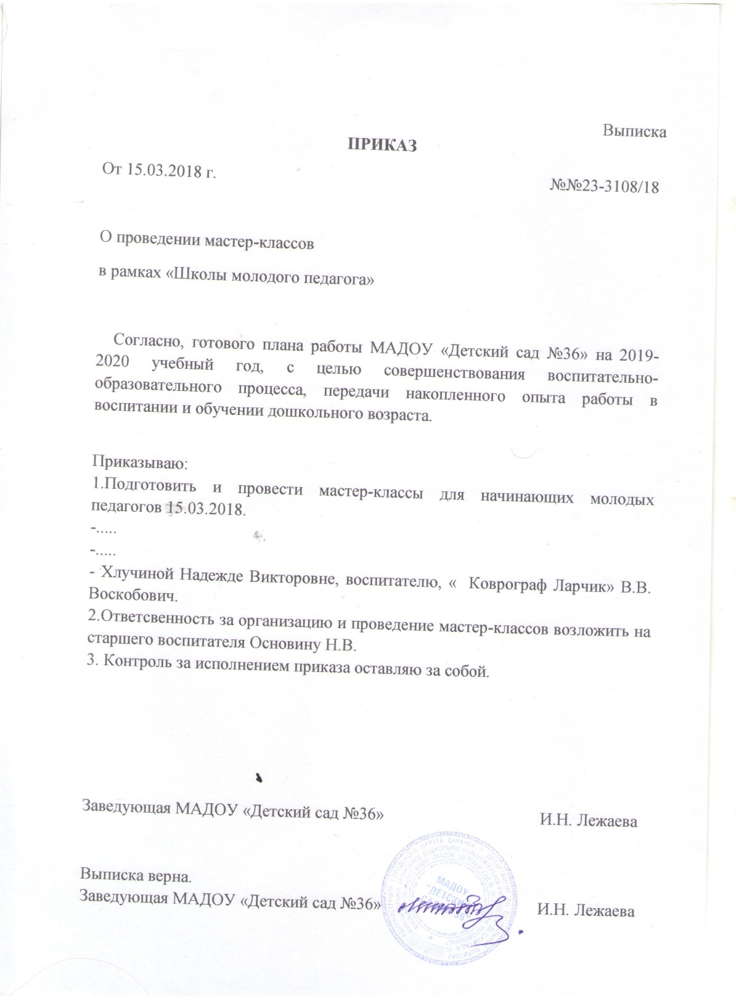 Выписка
ПРИКАЗ
От 15.03.2018 г.
№№23-3108/18
О проведении мастер-классов
в рамках «Школы молодого педагога»
Согласно, готового плана работы МАДОУ «Детский сад №36» на 2019-
2020 учебный год, с целью совершенствования воспитательно-
образовательного процесса, передачи накопленного опыта работы в
воспитании и обучении дошкольного возраста.
Приказываю:
1.Подготовить и провести мастер-классы для начинающих молодых
педагогов 15.03.2018.
-.....
-.....
- Хлучиной Надежде Викторовне, воспитателю, « Коврограф Ларчик» В.В.
Воскобович.
2.Ответсвенность за организацию и проведение мастер-классов возложить на
старшего воспитателя Основину Н.В.
3. Контроль за исполнением приказа оставляю за собой.
Заведующая МАДОУ «Детский сад №36» И.Н. Лежаева
Выписка верна.
Заведующая МАДОУ «Детский сад №36» И.Н. Лежаева
МАДОУ
"ДЕТСКИЙ